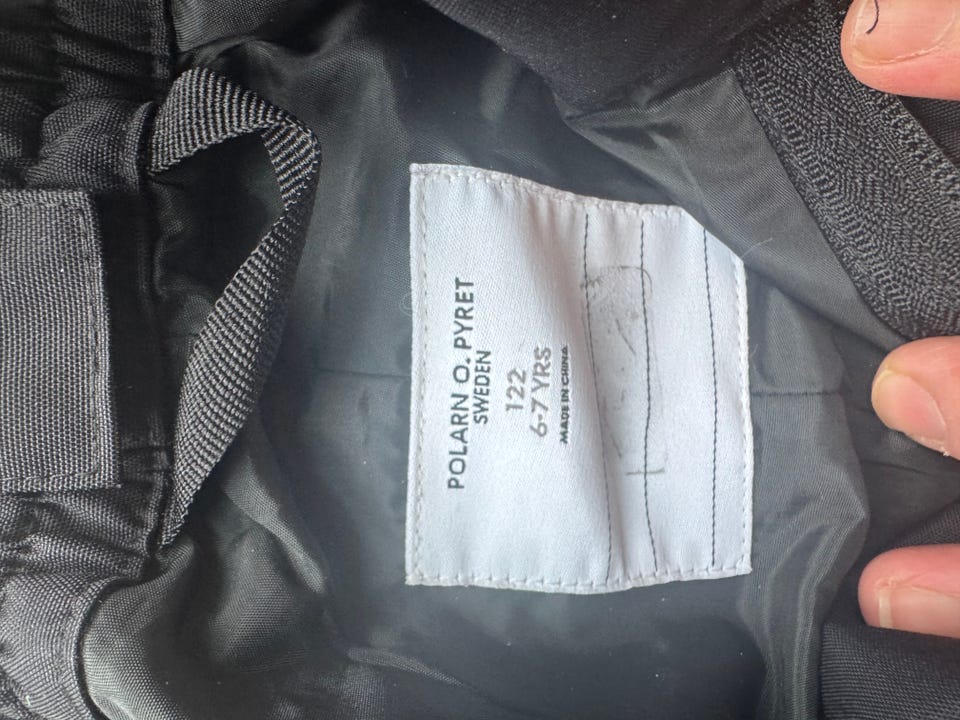 POLARN O. PYRET
SWEDEN
122
6-7 YRS
MADE IN CHINA